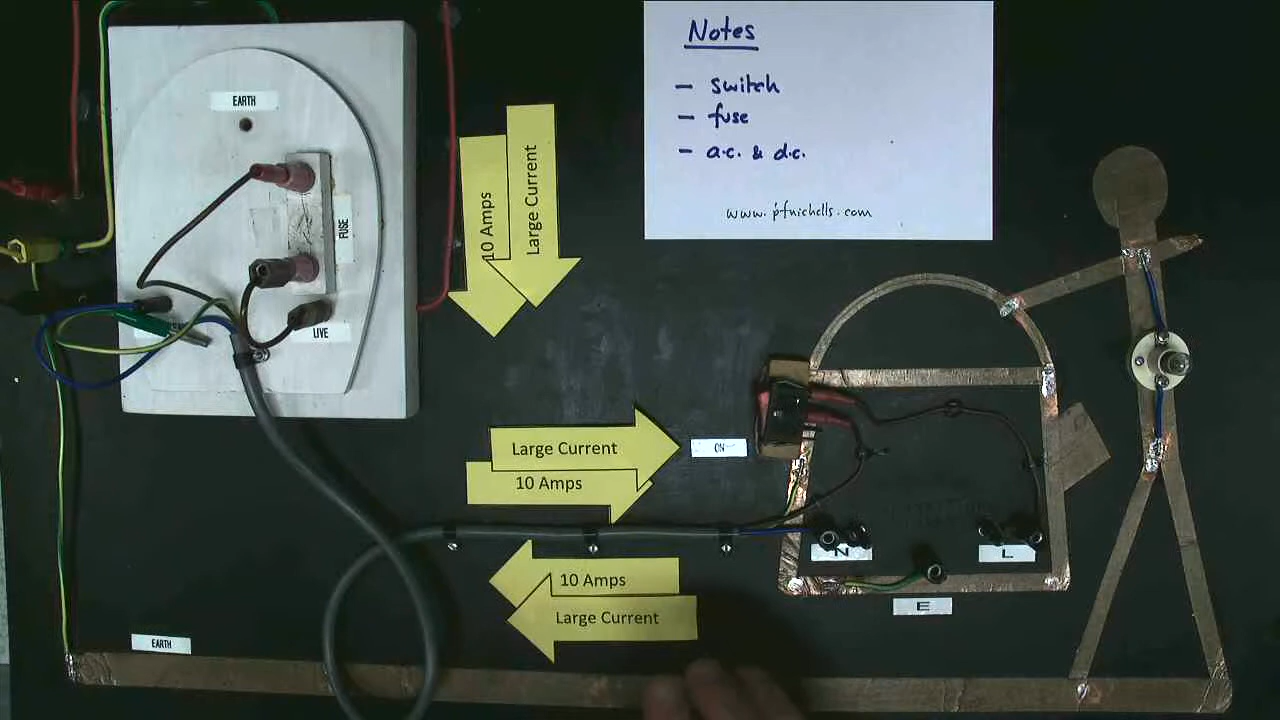 Notes
- switch
- fuse
- a.c. & d.c.
www.pfnicholls.com
EARTH
FUSE
LIVE
10 Amps
Large Current
Large Current
10 Amps
ON
10 Amps
Large Current
N
L
E
EARTH